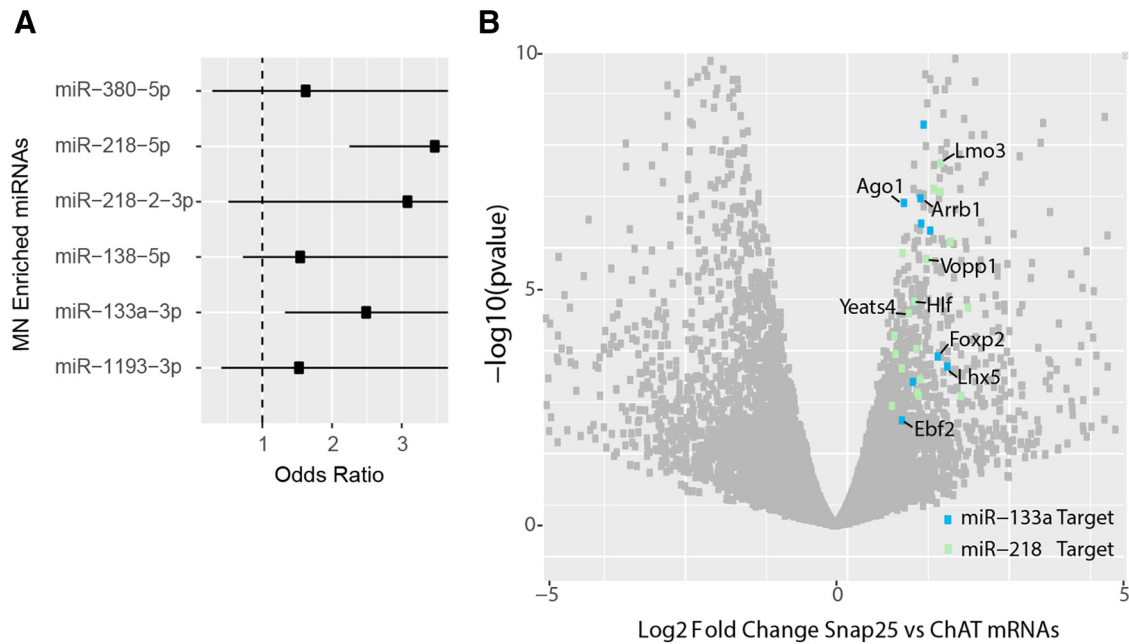 A
MN Enriched miRNAs
miR−380−5p
miR−218−5p
miR−218−2−3p
miR−138−5p
miR−133a−3p
miR−1193−3p
1 2 3
Odds Ratio
B
−log10(pvalue)
10
5
0
Lmo3
Ago1
Arrb1
Vopp1
Yeats4
Hlf
Foxp2
Lhx5
Ebf2
miR−133a Target
miR−218 Target
−5 0 5
Log2 Fold Change Snap25 vs ChAT mRNAs